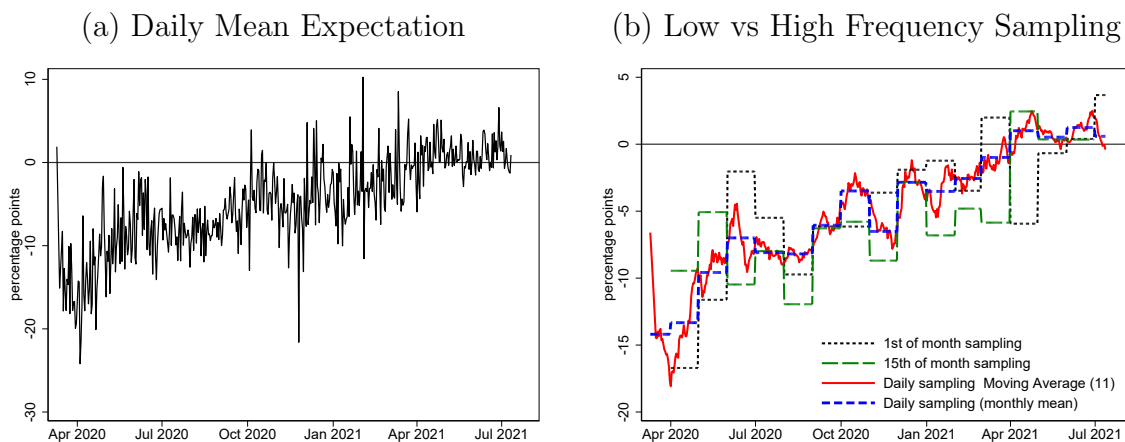 (a) Daily Mean Expectation
(b) Low vs High Frequency Sampling
percentage points
10
0
-10
-20
-30
Apr 2020 Jul 2020 Oct 2020 Jan 2021 Apr 2021 Jul 2021
percentage points
5
0
-5
-10
-15
-20
1st of month sampling
15th of month sampling
Daily sampling Moving Average (11)
Daily sampling (monthly mean)
Apr 2020 Jul 2020 Oct 2020 Jan 2021 Apr 2021 Jul 2021